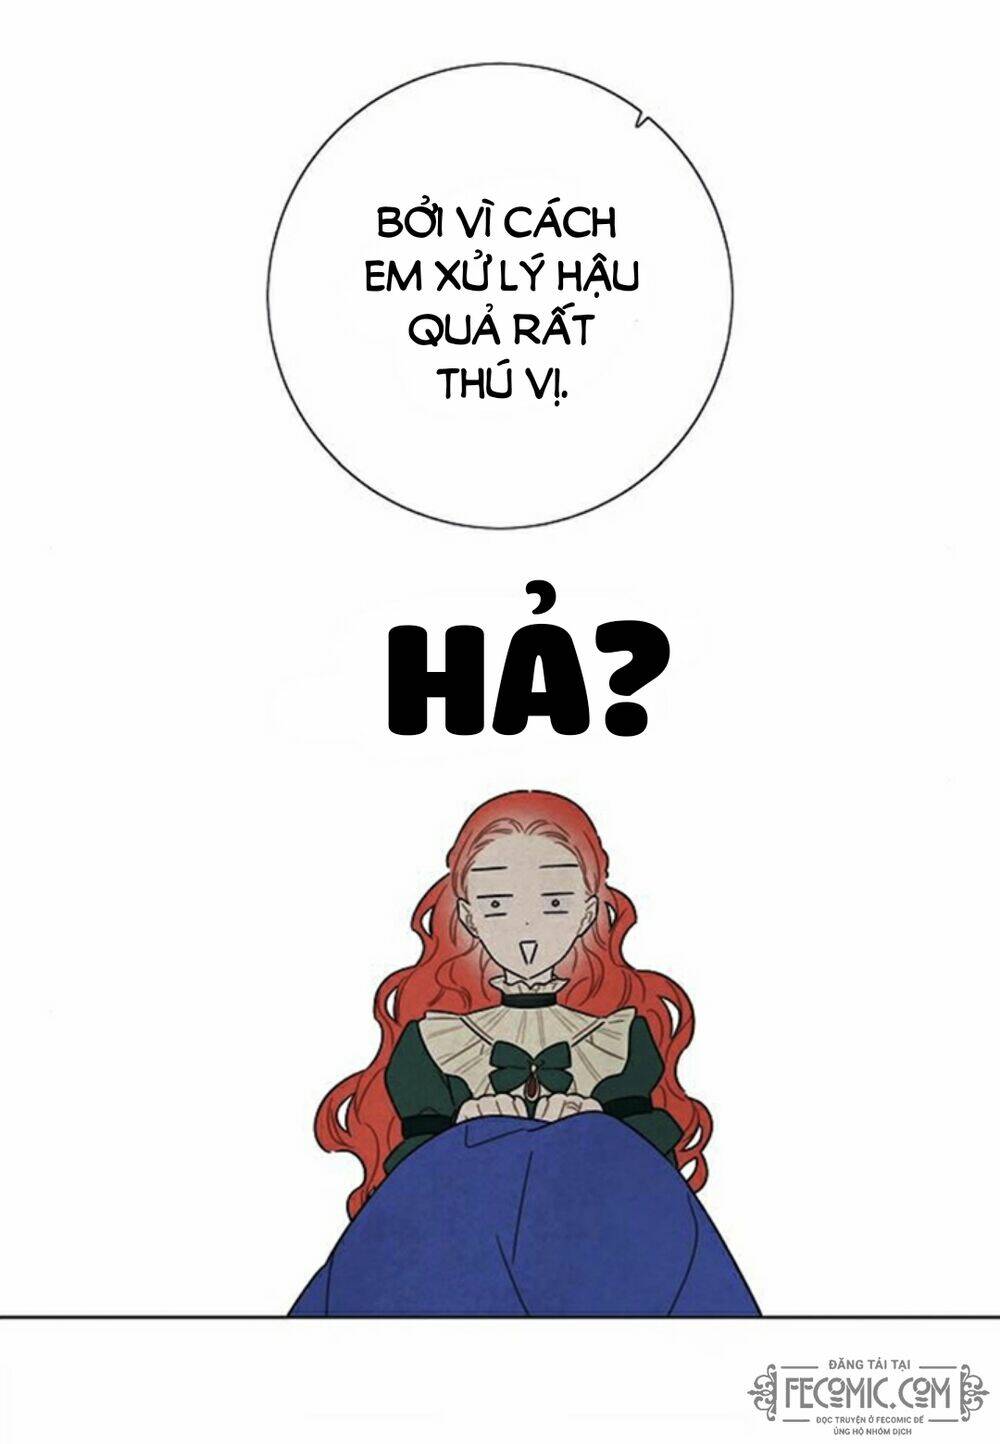 BỞI VÌ CÁCH
EM XỬ LÝ HẬU
QUẢ RẤT
THÚ VỊ.
HẢ?
ĐĂNG TẢI TẠI
FECOMIC.COM
ĐỌC TRUYỆN Ở FECOMIC ĐỂ
ỦNG HỘ NHÓM DỊCH